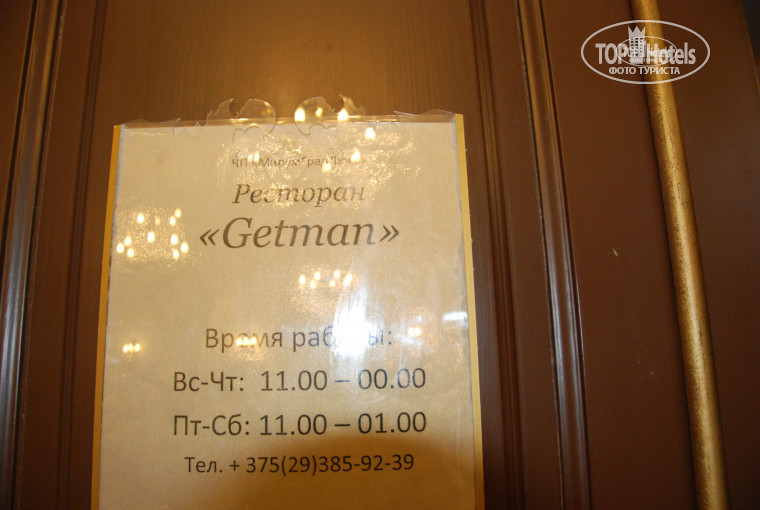 TOP Hotels
ФОТО ТУРИСТА
Ресторан
«Getman»
Время работы:
Вс-Чт: 11.00 – 00.00
Пт-Сб: 11.00 – 01.00
Тел. + 375(29)385-92-39